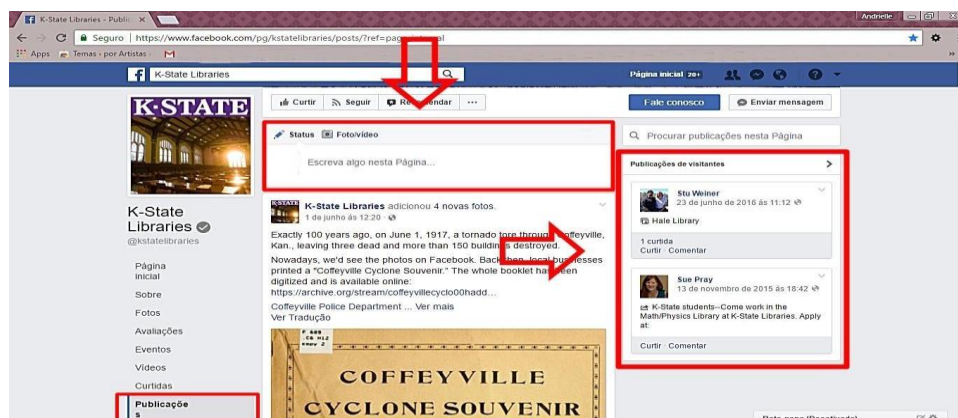 K-State Libraries - Public
Andrielle
Seguro | https://www.facebook.com/pg/kstatelibraries/posts/?ref=page_internal
Apps Temas - por Artistas M
K-State Libraries
Página inicial 20+
K-STATE
Curtir Seguir Recomendar ...
Fale conosco Enviar mensagem
Status Foto/vídeo
Escreva algo nesta Página...
Procurar publicações nesta Página
Publicações de visitantes
Stu Weiner
23 de junho de 2016 às 11:12
Hale Library
1 curtida
Curtir · Comentar
Sue Pray
13 de novembro de 2015 às 18:42
K-State students--Come work in the
Math/Physics Library at K-State Libraries. Apply
at:
Curtir · Comentar
K-State
Libraries
@kstatelibraries
Página
inicial
Sobre
Fotos
Avaliações
Eventos
Vídeos
Curtidas
Publicaçõe
s
K-STATE
K-State Libraries adicionou 4 novas fotos.
1 de junho às 12:20 ·
Exactly 100 years ago, on June 1, 1917, a tornado tore through Coffeyville,
Kan., leaving three dead and more than 150 buildings destroyed.
Nowadays, we'd see the photos on Facebook. Back then, local businesses
printed a "Coffeyville Cyclone Souvenir." The whole booklet has been
digitized and is available online:
https://archive.org/stream/coffeyvillecyclo00hadd...
Coffeyville Police Department ... Ver mais
Ver Tradução
F 689
.C6 H12
copy 2
COFFEYVILLE
CYCLONE SOUVENIR